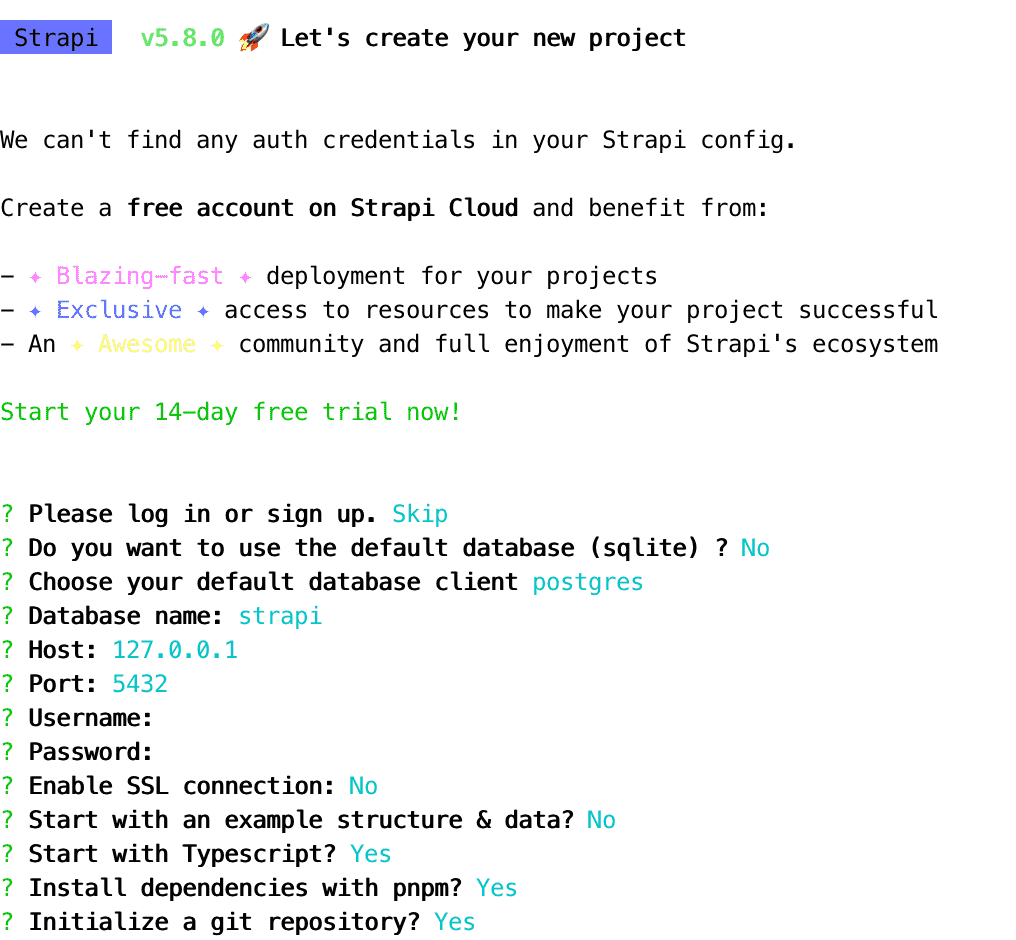 Strapi v5.8.0 🚀 Let's create your new project
We can't find any auth credentials in your Strapi config.
Create a free account on Strapi Cloud and benefit from:
- ✦ Blazing-fast ✦ deployment for your projects
- ✦ Exclusive ✦ access to resources to make your project successful
- An ✦ Awesome ✦ community and full enjoyment of Strapi's ecosystem
Start your 14-day free trial now!
? Please log in or sign up. Skip
? Do you want to use the default database (sqlite) ? No
? Choose your default database client postgres
? Database name: strapi
? Host: 127.0.0.1
? Port: 5432
? Username:
? Password:
? Enable SSL connection: No
? Start with an example structure & data? No
? Start with Typescript? Yes
? Install dependencies with pnpm? Yes
? Initialize a git repository? Yes